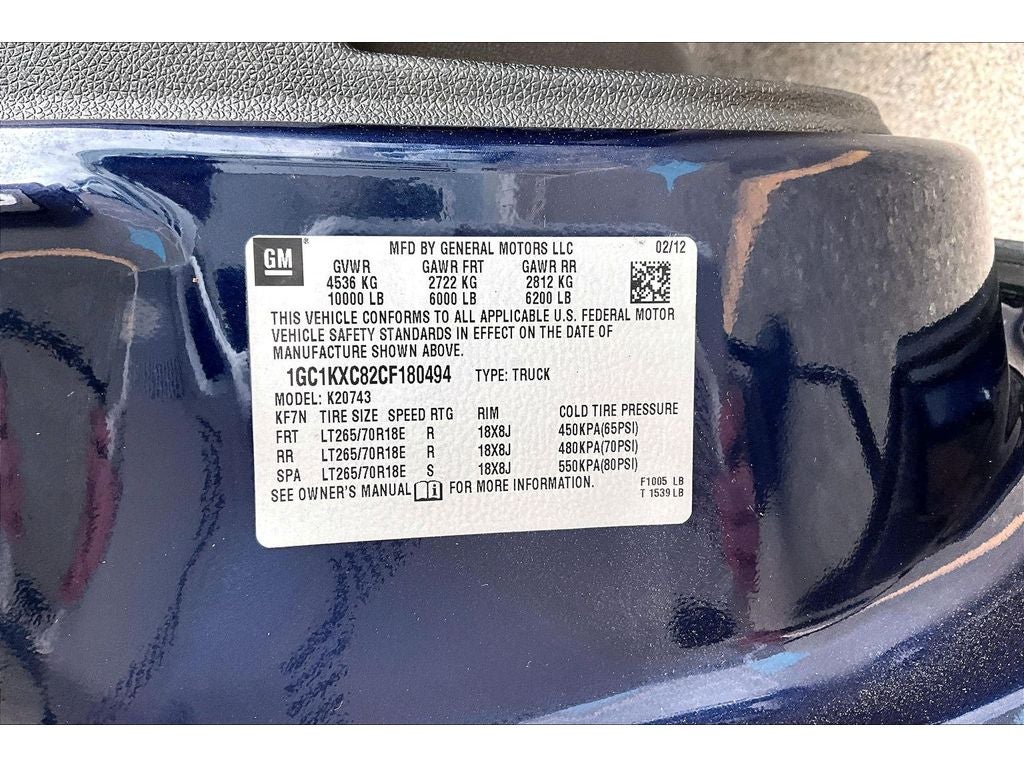 GM ® MFD BY GENERAL MOTORS LLC 02/12
GVWR GAWR FRT GAWR RR
4536 KG 2722 KG 2812 KG
10000 LB 6000 LB 6200 LB
THIS VEHICLE CONFORMS TO ALL APPLICABLE U.S. FEDERAL MOTOR
VEHICLE SAFETY STANDARDS IN EFFECT ON THE DATE OF
MANUFACTURE SHOWN ABOVE.
1GC1KXC82CF180494 TYPE: TRUCK
MODEL: K20743
KF7N TIRE SIZE SPEED RTG RIM COLD TIRE PRESSURE
FRT LT265/70R18E R 18X8J 450KPA(65PSI)
RR LT265/70R18E R 18X8J 480KPA(70PSI)
SPA LT265/70R18E S 18X8J 550KPA(80PSI)
SEE OWNER'S MANUAL FOR MORE INFORMATION. F1005 LB
T 1539 LB